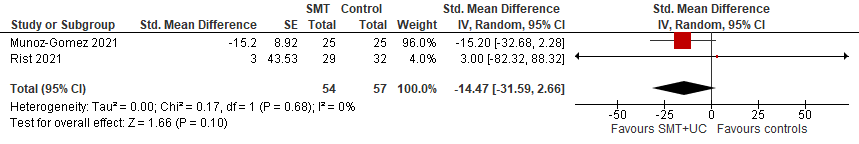 SMT Control Std. Mean Difference Std. Mean Difference
Study or Subgroup Std. Mean Difference SE Total Total Weight IV, Random, 95% CI IV, Random, 95% CI
Munoz-Gomez 2021 -15.2 8.92 25 25 96.0% -15.20 [-32.68, 2.28]
Rist 2021 3 43.53 29 32 4.0% 3.00 [-82.32, 88.32]
Total (95% CI) 54 57 100.0% -14.47 [-31.59, 2.66]
Heterogeneity: Tau² = 0.00; Chi² = 0.17, df = 1 (P = 0.68); I² = 0%
Test for overall effect: Z = 1.66 (P = 0.10)
-50 -25 0 25 50
Favours SMT+UC Favours controls